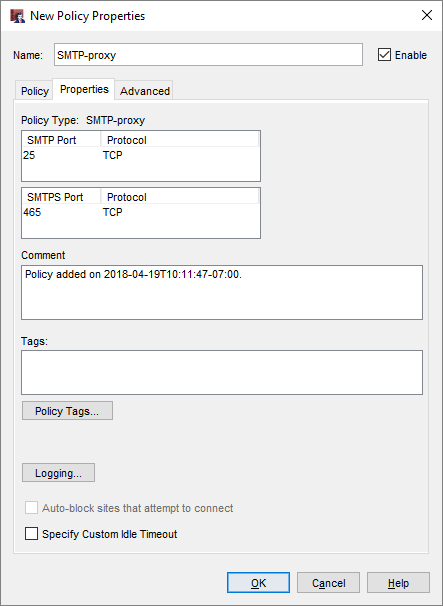 New Policy Properties
Name: SMTP-proxy Enable
Policy Properties Advanced
Policy Type: SMTP-proxy
SMTP Port Protocol
25 TCP
SMTPS Port Protocol
465 TCP
Comment
Policy added on 2018-04-19T10:11:47-07:00.
Tags:
Policy Tags...
Logging...
Auto-block sites that attempt to connect
Specify Custom Idle Timeout
OK Cancel Help